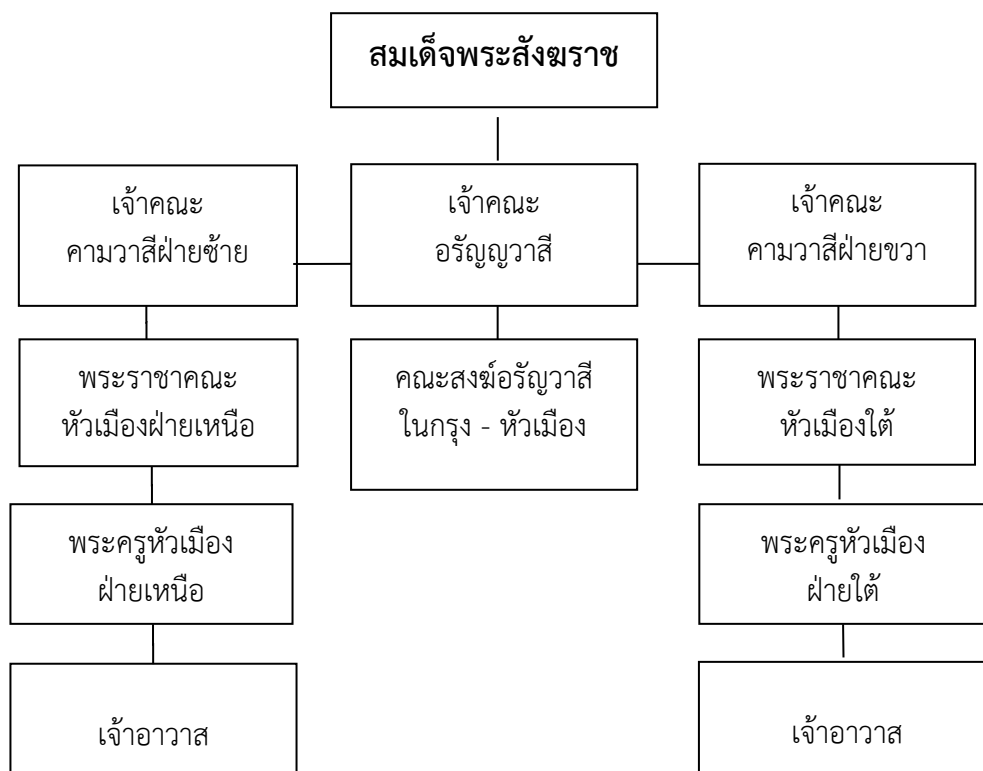 สมเด็จพระสังฆราช
เจ้าคณะ
คามวาสีฝ่ายซ้าย
เจ้าคณะ
อรัญญวาสี
เจ้าคณะ
คามวาสีฝ่ายขวา
พระราชาคณะ
หัวเมืองฝ่ายเหนือ
คณะสงฆ์อรัญวาสี
ในกรุง - หัวเมือง
พระราชาคณะ
หัวเมืองใต้
พระครูหัวเมือง
ฝ่ายเหนือ
พระครูหัวเมือง
ฝ่ายใต้
เจ้าอาวาส
เจ้าอาวาส